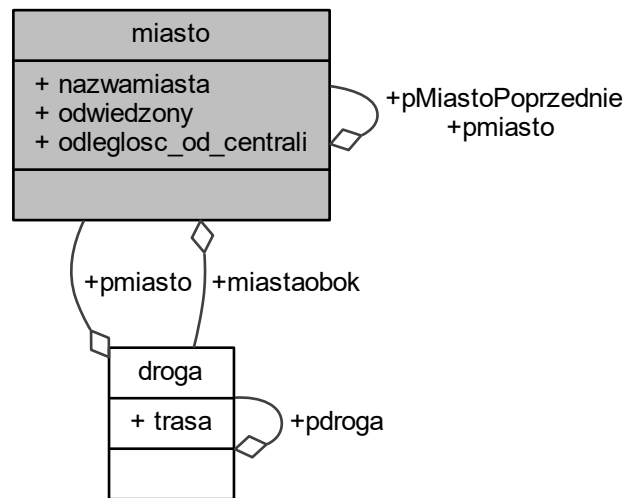 miasto
+ nazwamiasta
+ odwiedzony
+ odleglosc_od_centrali
+pMiastoPoprzednie
+pmiasto
+pmiasto
+miastaobok
droga
+ trasa
+pdroga